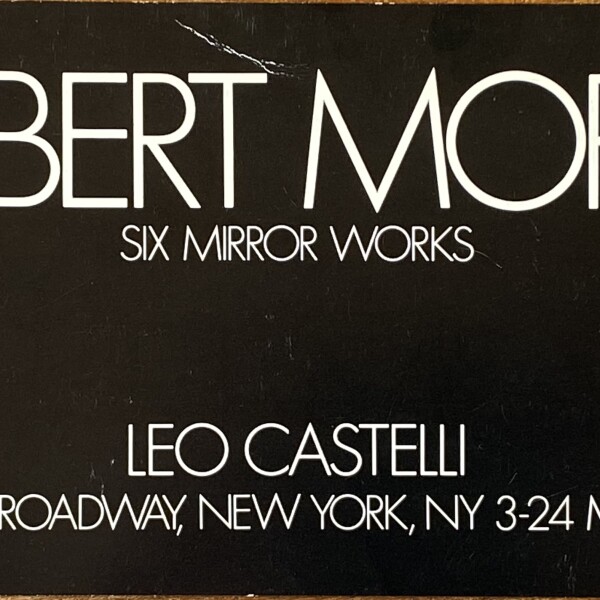 BERT MOR
SIX MIRROR WORKS
LEO CASTELLI
ROADWAY, NEW YORK, NY 3-24 M